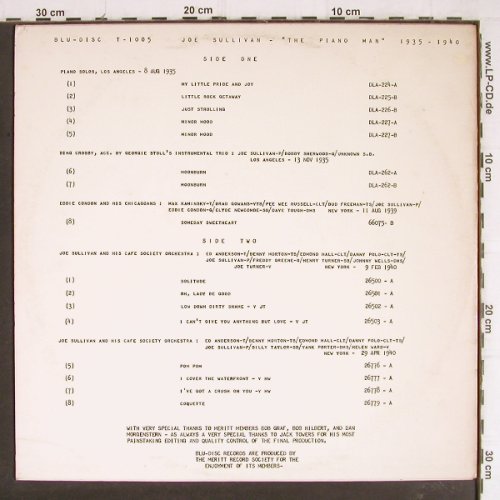 30 cm 20 cm 10 cm
www.LP-CD.de
BLU-DISC T-1005 JOE SULLIVAN - "THE PIANO MAN" 1935 - 1940
SIDE ONE
PIANO SOLOS, LOS ANGELES - 8 AUG 1935
(1) MY LITTLE PRIDE AND JOY DLA-224-A
(2) LITTLE ROCK GETAWAY DLA-225-B
(3) JUST STROLLING DLA-226-B
(4) MINOR MOOD DLA-227-A
(5) MINOR MOOD DLA-227-B
BING CROSBY, ACC. BY GEORGIE STOLL'S INSTRUMENTAL TRIO : JOE SULLIVAN-P/BOBBY SHERWOOD-G/UNKNOWN S.B.
LOS ANGELES - 13 NOV 1935
(6) MOONBURN DLA-262-A
(7) MOONBURN DLA-262-B
EDDIE CONDON AND HIS CHICAGOANS : MAX KAMINSKY-T/BRAD GOWANS-VTB/PEE WEE RUSSELL-CLT/BUD FREEMAN-TS/JOE SULLIVAN-P/
EDDIE CONDON-G/CLYDE NEWCOMBE-SB/DAVE TOUGH-DMS NEW YORK - 11 AUG 1939
(8) SOMEDAY SWEETHEART 66075- B
SIDE TWO
JOE SULLIVAN AND HIS CAFE SOCIETY ORCHESTRA : ED ANDERSON-T/BENNY MORTON-TB/EDMOND HALL-CLT/DANNY POLO-CLT-TS/
JOE SULLIVAN-P/FREDDY GREENE-G/HENRY TURNER-SB/JOHNNY WELLS-DMS/
JOE TURNER-V NEW YORK - 9 FEB 1940
(1) SOLITUDE 26500 - A
(2) OH, LADY BE GOOD 26501 - A
(3) LOW DOWN DIRTY SHAME - V JT 26502 - A
(4) I CAN'T GIVE YOU ANYTHING BUT LOVE - V JT 26503 - A
JOE SULLIVAN AND HIS CAFE SOCIETY ORCHESTRA : ED ANDERSON-T/BENNY MORTON-TB/EDMOND HALL-CLT/DANNY POLO-CLT-TS/
JOE SULLIVAN-P/BILLY TAYLOR-SB/YANK PORTER-DMS/HELEN WARD-V
NEW YORK - 29 APR 1940
(5) POM POM 26776 - A
(6) I COVER THE WATERFRONT - V HW 26777 - A
(7) I'VE GOT A CRUSH ON YOU -V HW 26778 - A
(8) COQUETTE 26779 - A
WITH VERY SPECIAL THANKS TO MERITT MEMBERS BOB GRAF, BOB HILBERT, AND DAN
MORGENSTERN - AS ALWAYS A VERY SPECIAL THANKS TO JACK TOWERS FOR HIS MOST
PAINSTAKING EDITING AND QUALITY CONTROL OF THE FINAL PRODUCTION.
BLU-DISC RECORDS ARE PRODUCED BY
THE MERITT RECORD SOCIETY FOR THE
ENJOYMENT OF ITS MEMBERS-
10 cm
20 cm
30 cm